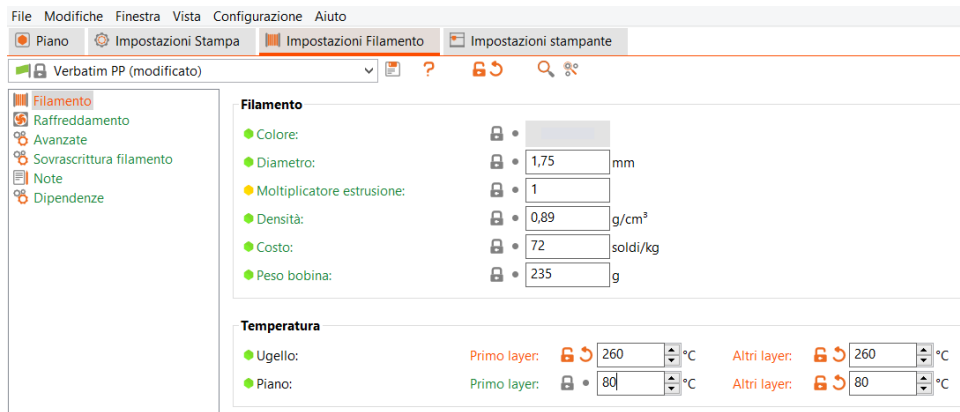 File Modifiche Finestra Vista Configurazione Aiuto
Piano Impostazioni Stampa Impostazioni Filamento Impostazioni stampante
Verbatim PP (modificato) ?
Filamento
Raffreddamento
Avanzate
Sovrascrittura filamento
Note
Dipendenze
Filamento
Colore:
Diametro: 1,75 mm
Moltiplicatore estrusione: 1
Densità: 0,89 g/cm³
Costo: 72 soldi/kg
Peso bobina: 235 g
Temperatura
Ugello: Primo layer: 260 °C Altri layer: 260 °C
Piano: Primo layer: 80 °C Altri layer: 80 °C